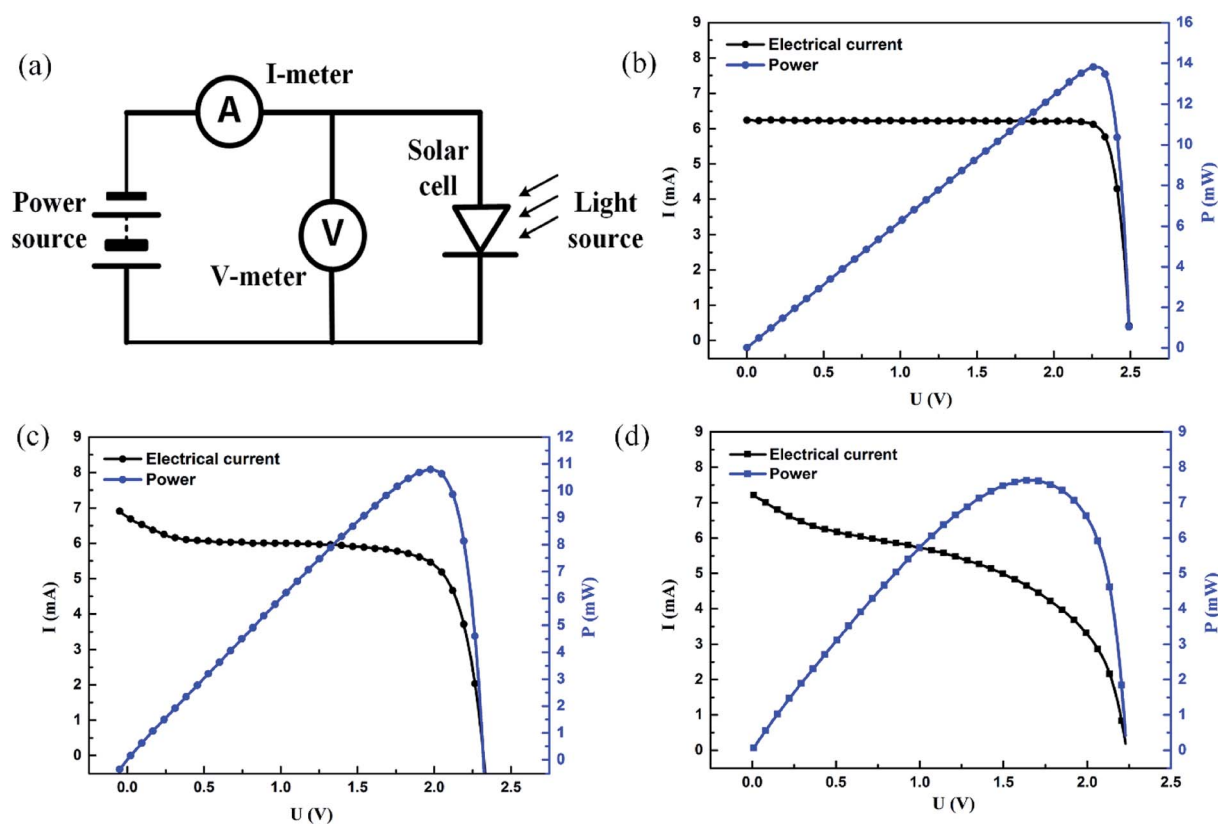 (a)
I-meter
A
Power
source
V
V-meter
Solar
cell
Light
source
(b)
Electrical current
Power
9
8
7
6
5
4
3
2
1
0
I (mA)
16
14
12
10
8
6
4
2
0
P (mW)
0.0 0.5 1.0 1.5 2.0 2.5
U (V)
(c)
Electrical current
Power
9
8
7
6
5
4
3
2
1
0
I (mA)
12
11
10
9
8
7
6
5
4
3
2
1
0
P (mW)
0.0 0.5 1.0 1.5 2.0 2.5
U (V)
(d)
Electrical current
Power
9
8
7
6
5
4
3
2
1
0
I (mA)
9
8
7
6
5
4
3
2
1
0
P (mW)
0.0 0.5 1.0 1.5 2.0 2.5
U (V)